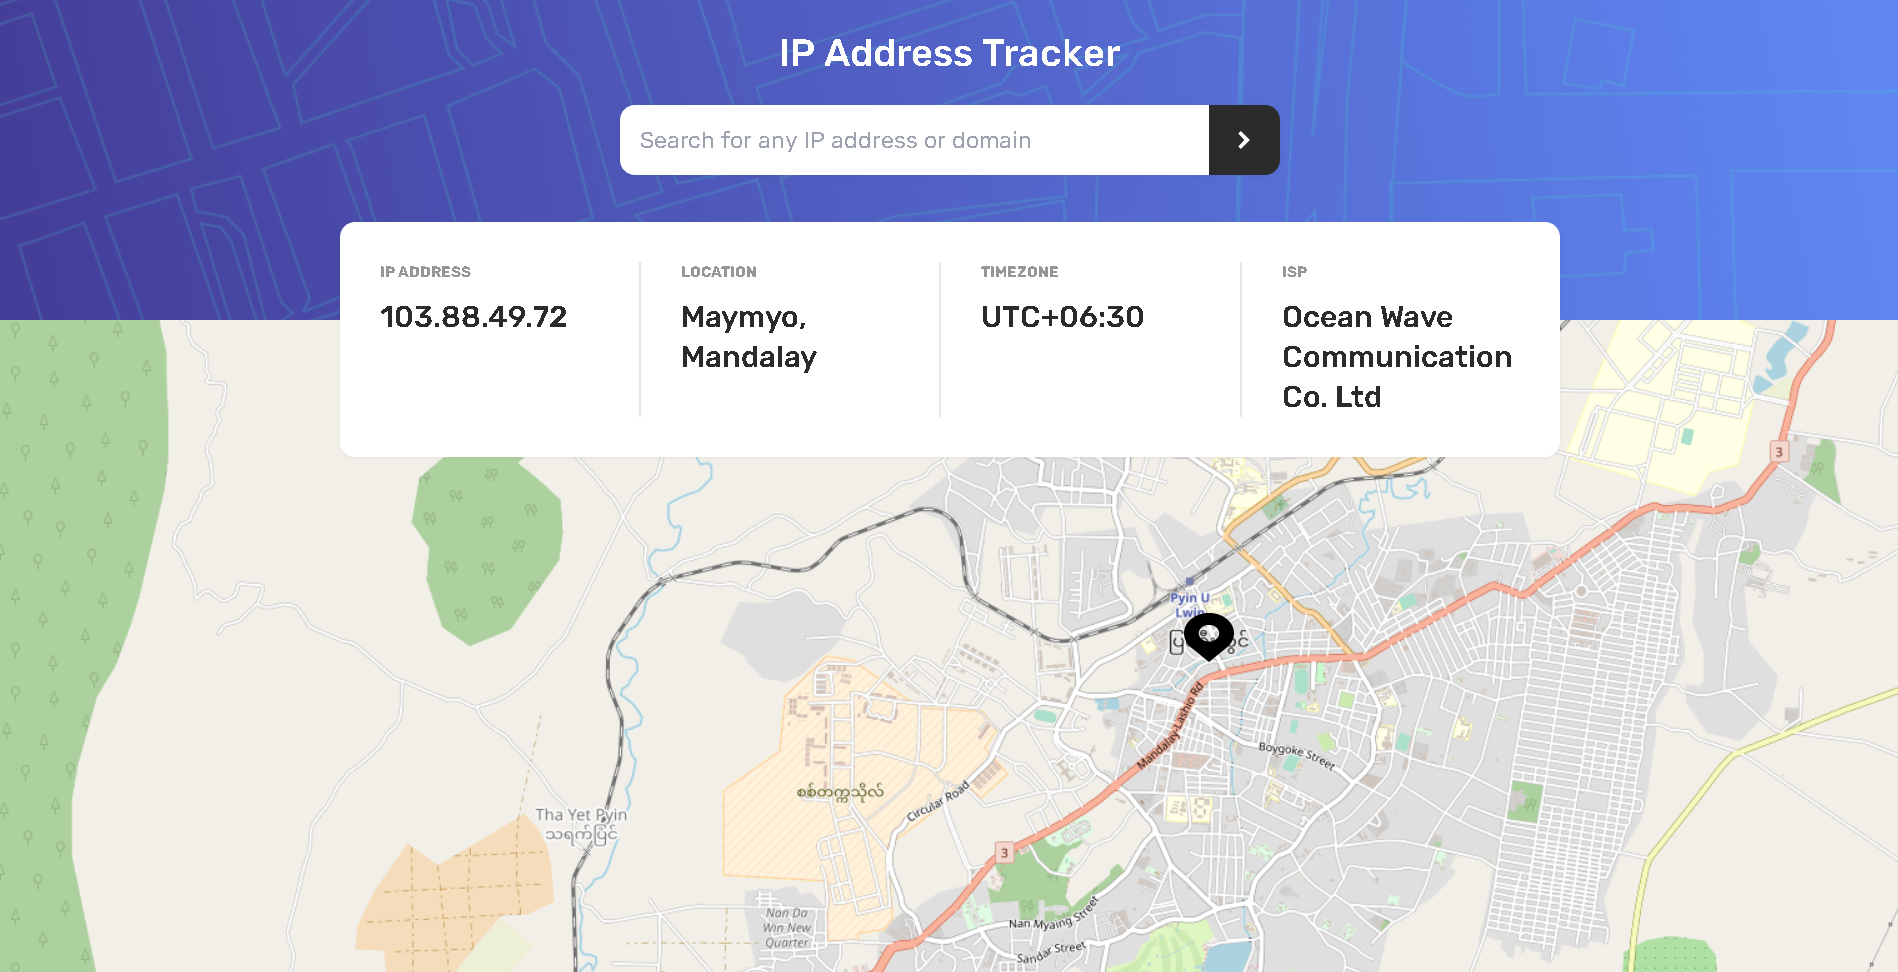 IP Address Tracker
Search for any IP address or domain
IP ADDRESS
103.88.49.72
LOCATION
Maymyo,
Mandalay
TIMEZONE
UTC+06:30
ISP
Ocean Wave
Communication
Co. Ltd
3
Pyin U
Lwin
Mandalay-Lashio Rd
Boygoke Street
စစ်တက္ကသိုလ်
Circular Road
Tha Yet Pyin
သရက်ပြင်
3
Nan Da
Win New
Quarter
Nan Myaing Street
Sandar Street